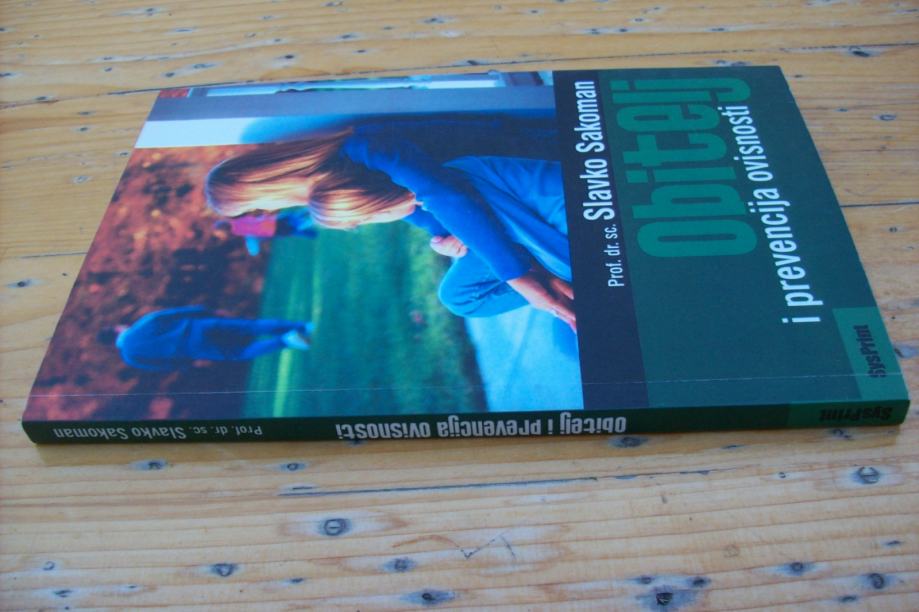 Prof. dr. sc. Slavko Sakoman
Obitelj
i prevencija ovisnosti
SysPrint
Prof. dr. sc. Slavko Sakoman
Obitelj i prevencija ovisnosti
SysPrint